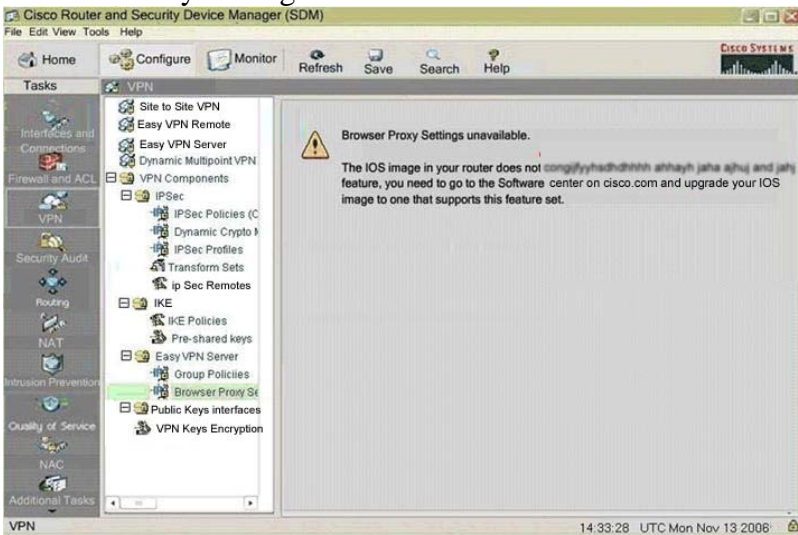 Cisco Router and Security Device Manager (SDM)
File Edit View Tools Help
Home
Configure
Monitor
Refresh
Save
Search
Help
CISCO SYSTEMS
Tasks
VPN
Interfaces and
Connections
Firewall and ACL
VPN
Security Audit
Routing
NAT
Intrusion Prevention
Quality of Service
NAC
Additional Tasks
Site to Site VPN
Easy VPN Remote
Easy VPN Server
Dynamic Multipoint VPN
VPN Components
IPSec
IPSec Policies (C
Dynamic Crypto M
IPSec Profiles
Transform Sets
ip Sec Remotes
IKE
IKE Policies
Pre-shared keys
Easy VPN Server
Group Policiies
Browser Proxy Se
Public Keys interfaces
VPN Keys Encryption
Browser Proxy Settings unavailable.
The IOS image in your router does not
feature, you need to go to the Software center on cisco.com and upgrade your IOS
image to one that supports this feature set.
VPN
14:33:28 UTC Mon Nov 13 2006